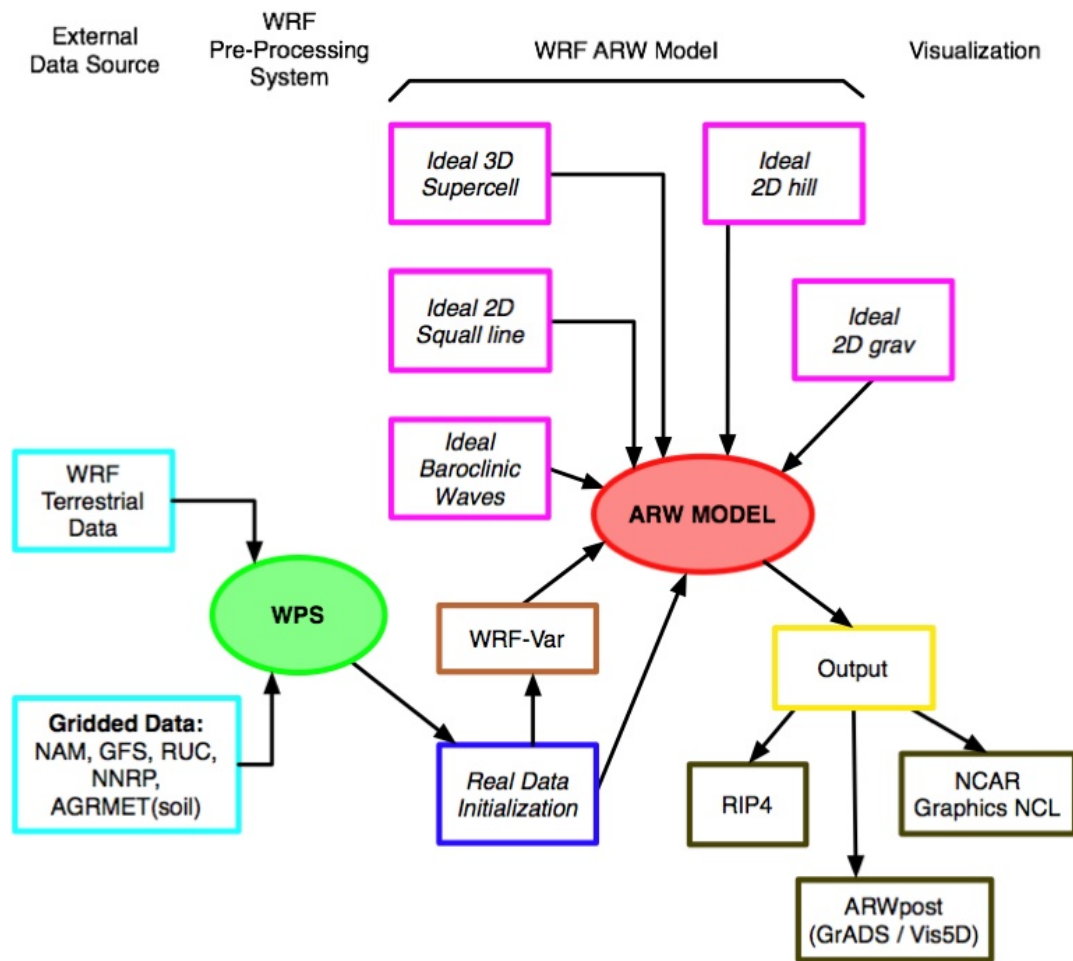 External
Data Source
WRF
Pre-Processing
System
WRF ARW Model
Visualization
Ideal 3D
Supercell
Ideal
2D hill
Ideal 2D
Squall line
Ideal
2D grav
Ideal
Baroclinic
Waves
WRF
Terrestrial
Data
ARW MODEL
WPS
WRF-Var
Output
Gridded Data:
NAM, GFS, RUC,
NNRP,
AGRMET(soil)
Real Data
Initialization
RIP4
NCAR
Graphics NCL
ARWpost
(GrADS / Vis5D)